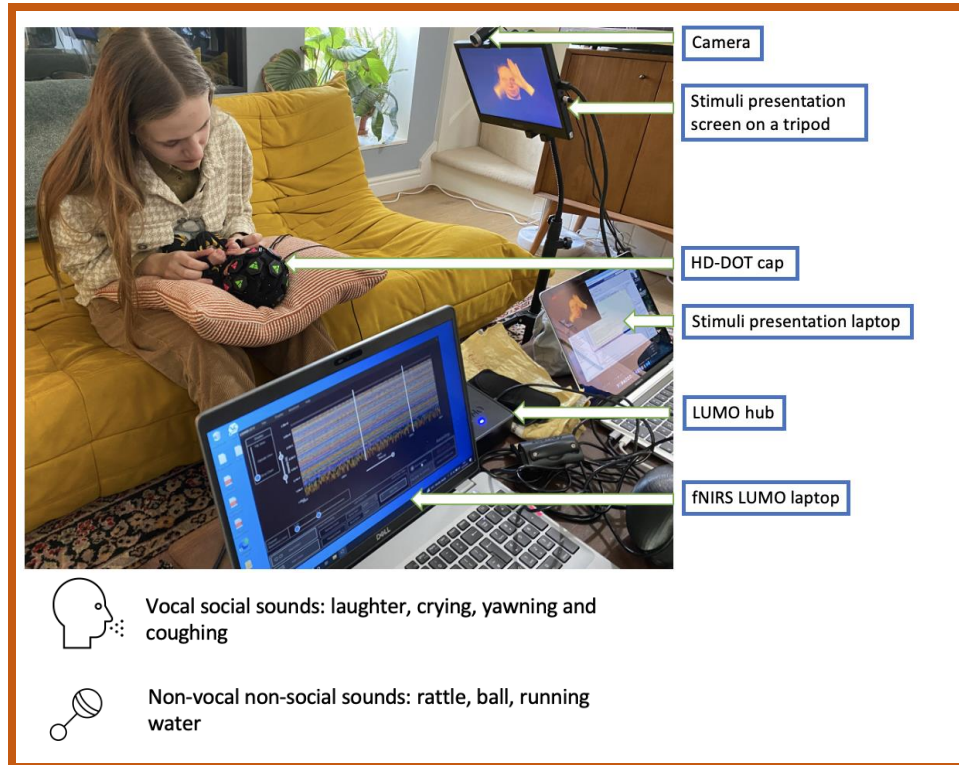 Camera
Stimuli presentation
screen on a tripod
HD-DOT cap
Stimuli presentation laptop
LUMO hub
fNIRS LUMO laptop
DELL
Vocal social sounds: laughter, crying, yawning and
coughing
Non-vocal non-social sounds: rattle, ball, running
water